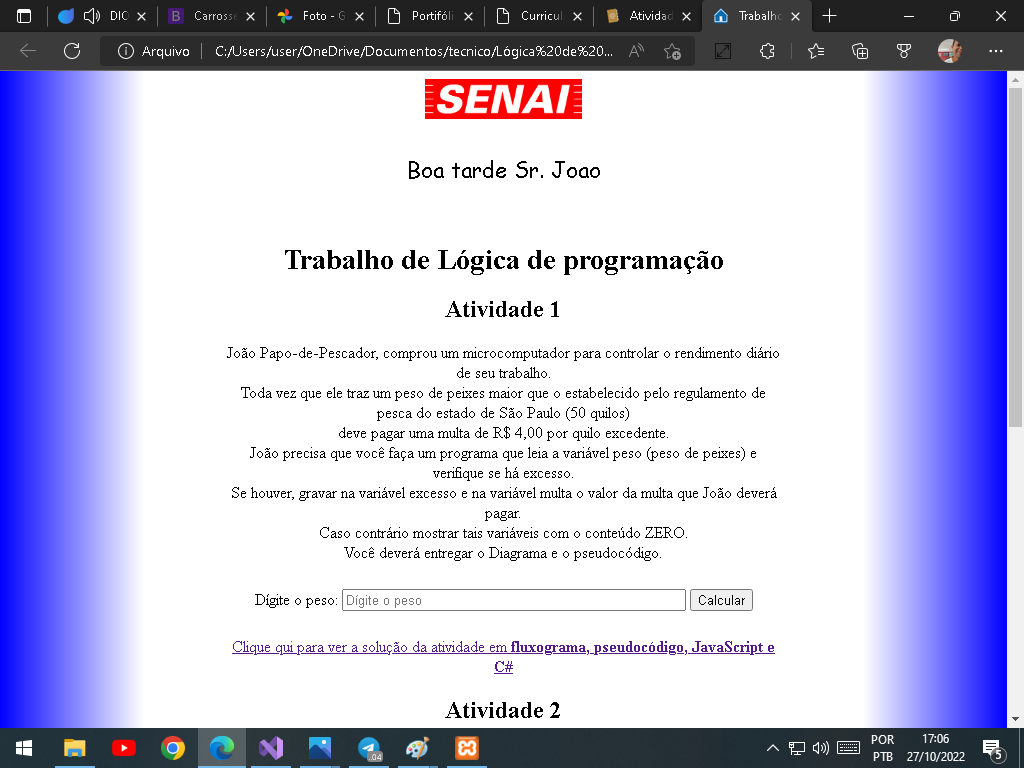 DIO
Carross
Foto - G
Portifól
Curricul
Atividad
Trabalho
Arquivo
C:/Users/user/OneDrive/Documentos/tecnico/Lógica%20de%20...
SENAI
Boa tarde Sr. Joao
Trabalho de Lógica de programação
Atividade 1
João Papo-de-Pescador, comprou um microcomputador para controlar o rendimento diário
de seu trabalho.
Toda vez que ele traz um peso de peixes maior que o estabelecido pelo regulamento de
pesca do estado de São Paulo (50 quilos)
deve pagar uma multa de R$ 4,00 por quilo excedente.
João precisa que você faça um programa que leia a variável peso (peso de peixes) e
verifique se há excesso.
Se houver, gravar na variável excesso e na variável multa o valor da multa que João deverá
pagar.
Caso contrário mostrar tais variáveis com o conteúdo ZERO.
Você deverá entregar o Diagrama e o pseudocódigo.
Dígite o peso: Dígite o peso Calcular
Clique qui para ver a solução da atividade em fluxograma, pseudocódigo, JavaScript e
C#
Atividade 2
POR 17:06
PTB 27/10/2022 5
.04